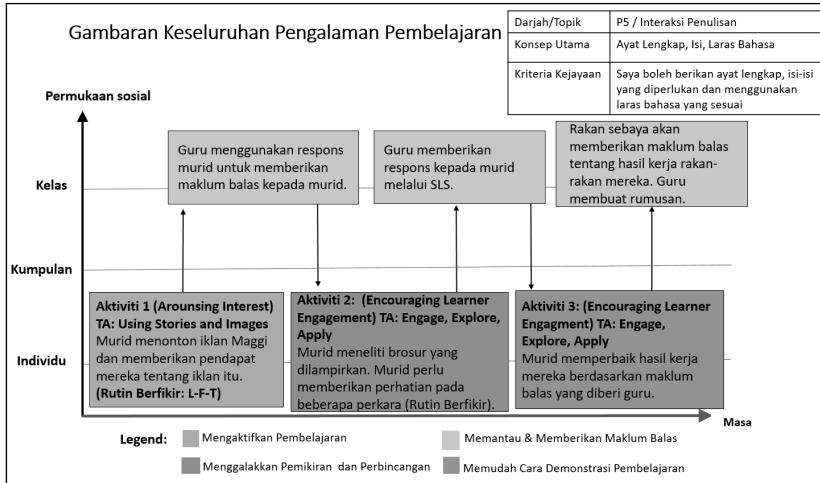 Gambaran Keseluruhan Pengalaman Pembelajaran
Darjah/Topik P5 / Interaksi Penulisan
Konsep Utama Ayat Lengkap, Isi, Laras Bahasa
Kriteria Kejayaan Saya boleh berikan ayat lengkap, isi-isi
yang diperlukan dan menggunakan
laras bahasa yang sesuai
Permukaan sosial
Kelas
Guru menggunakan respons
murid untuk memberikan
maklum balas kepada murid.
Guru memberikan
respons kepada murid
melalui SLS.
Rakan sebaya akan
memberikan maklum balas
tentang hasil kerja rakan-
rakan mereka. Guru
membuat rumusan.
Kumpulan
Individu
Aktiviti 1 (Arounsing Interest)
TA: Using Stories and Images
Murid menonton iklan Maggi
dan memberikan pendapat
mereka tentang iklan itu.
(Rutin Berfikir: L-F-T)
Aktiviti 2: (Encouraging Learner
Engagement) TA: Engage, Explore,
Apply
Murid meneliti brosur yang
dilampirkan. Murid perlu
memberikan perhatian pada
beberapa perkara (Rutin Berfikir).
Aktiviti 3: (Encouraging Learner
Engagment) TA: Engage,
Explore, Apply
Murid memperbaik hasil kerja
mereka berdasarkan maklum
balas yang diberi guru.
Masa
Legend:
Mengaktifkan Pembelajaran
Memantau & Memberikan Maklum Balas
Menggalakkan Pemikiran dan Perbincangan
Memudah Cara Demonstrasi Pembelajaran